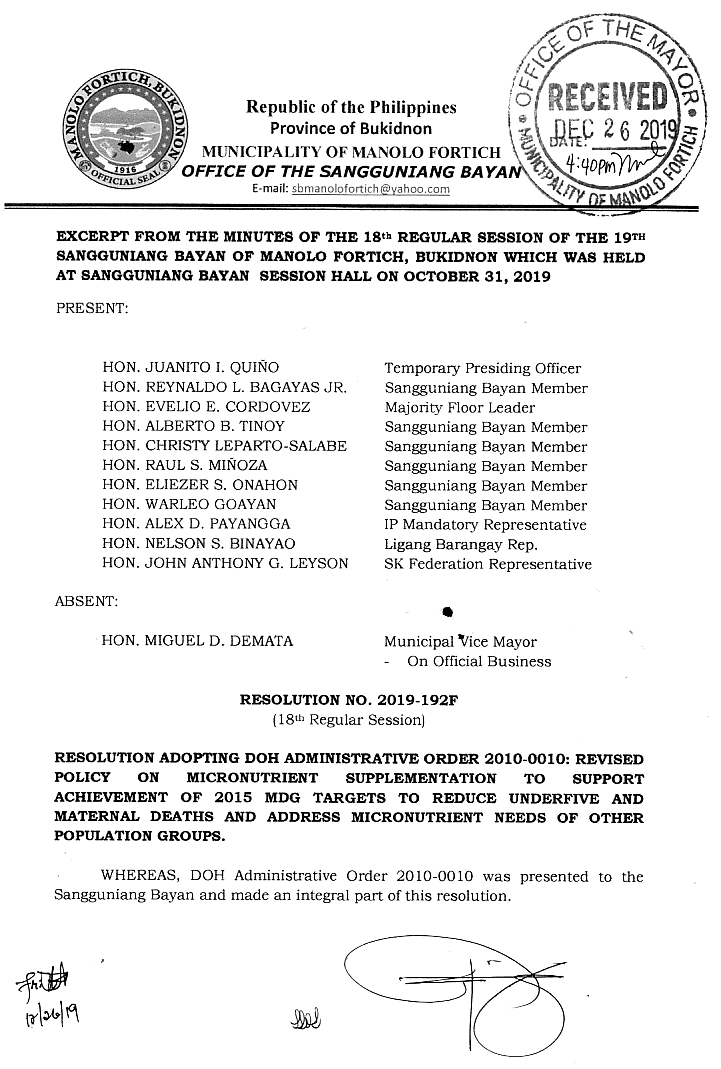 MANOLO FORTICH, BUKIDNON
1916
OFFICIAL SEAL
Republic of the Philippines
Province of Bukidnon
MUNICIPALITY OF MANOLO FORTICH
OFFICE OF THE SANGGUNIANG BAYAN
E-mail: sbmanolofortich@yahoo.com
OFFICE OF THE MAYOR
RECEIVED
DEC 26 2019
DATE:
4:40pm
MUNICIPALITY OF MANOLO FORTICH
EXCERPT FROM THE MINUTES OF THE 18th REGULAR SESSION OF THE 19TH
SANGGUNIANG BAYAN OF MANOLO FORTICH, BUKIDNON WHICH WAS HELD
AT SANGGUNIANG BAYAN SESSION HALL ON OCTOBER 31, 2019
PRESENT:
HON. JUANITO I. QUIÑO Temporary Presiding Officer
HON. REYNALDO L. BAGAYAS JR. Sangguniang Bayan Member
HON. EVELIO E. CORDOVEZ Majority Floor Leader
HON. ALBERTO B. TINOY Sangguniang Bayan Member
HON. CHRISTY LEPARTO-SALABE Sangguniang Bayan Member
HON. RAUL S. MIÑOZA Sangguniang Bayan Member
HON. ELIEZER S. ONAHON Sangguniang Bayan Member
HON. WARLEO GOAYAN Sangguniang Bayan Member
HON. ALEX D. PAYANGGA IP Mandatory Representative
HON. NELSON S. BINAYAO Ligang Barangay Rep.
HON. JOHN ANTHONY G. LEYSON SK Federation Representative
ABSENT:
HON. MIGUEL D. DEMATA Municipal Vice Mayor
- On Official Business
RESOLUTION NO. 2019-192F
(18th Regular Session)
RESOLUTION ADOPTING DOH ADMINISTRATIVE ORDER 2010-0010: REVISED
POLICY ON MICRONUTRIENT SUPPLEMENTATION TO SUPPORT
ACHIEVEMENT OF 2015 MDG TARGETS TO REDUCE UNDERFIVE AND
MATERNAL DEATHS AND ADDRESS MICRONUTRIENT NEEDS OF OTHER
POPULATION GROUPS.
WHEREAS, DOH Administrative Order 2010-0010 was presented to the
Sangguniang Bayan and made an integral part of this resolution.
12/26/19